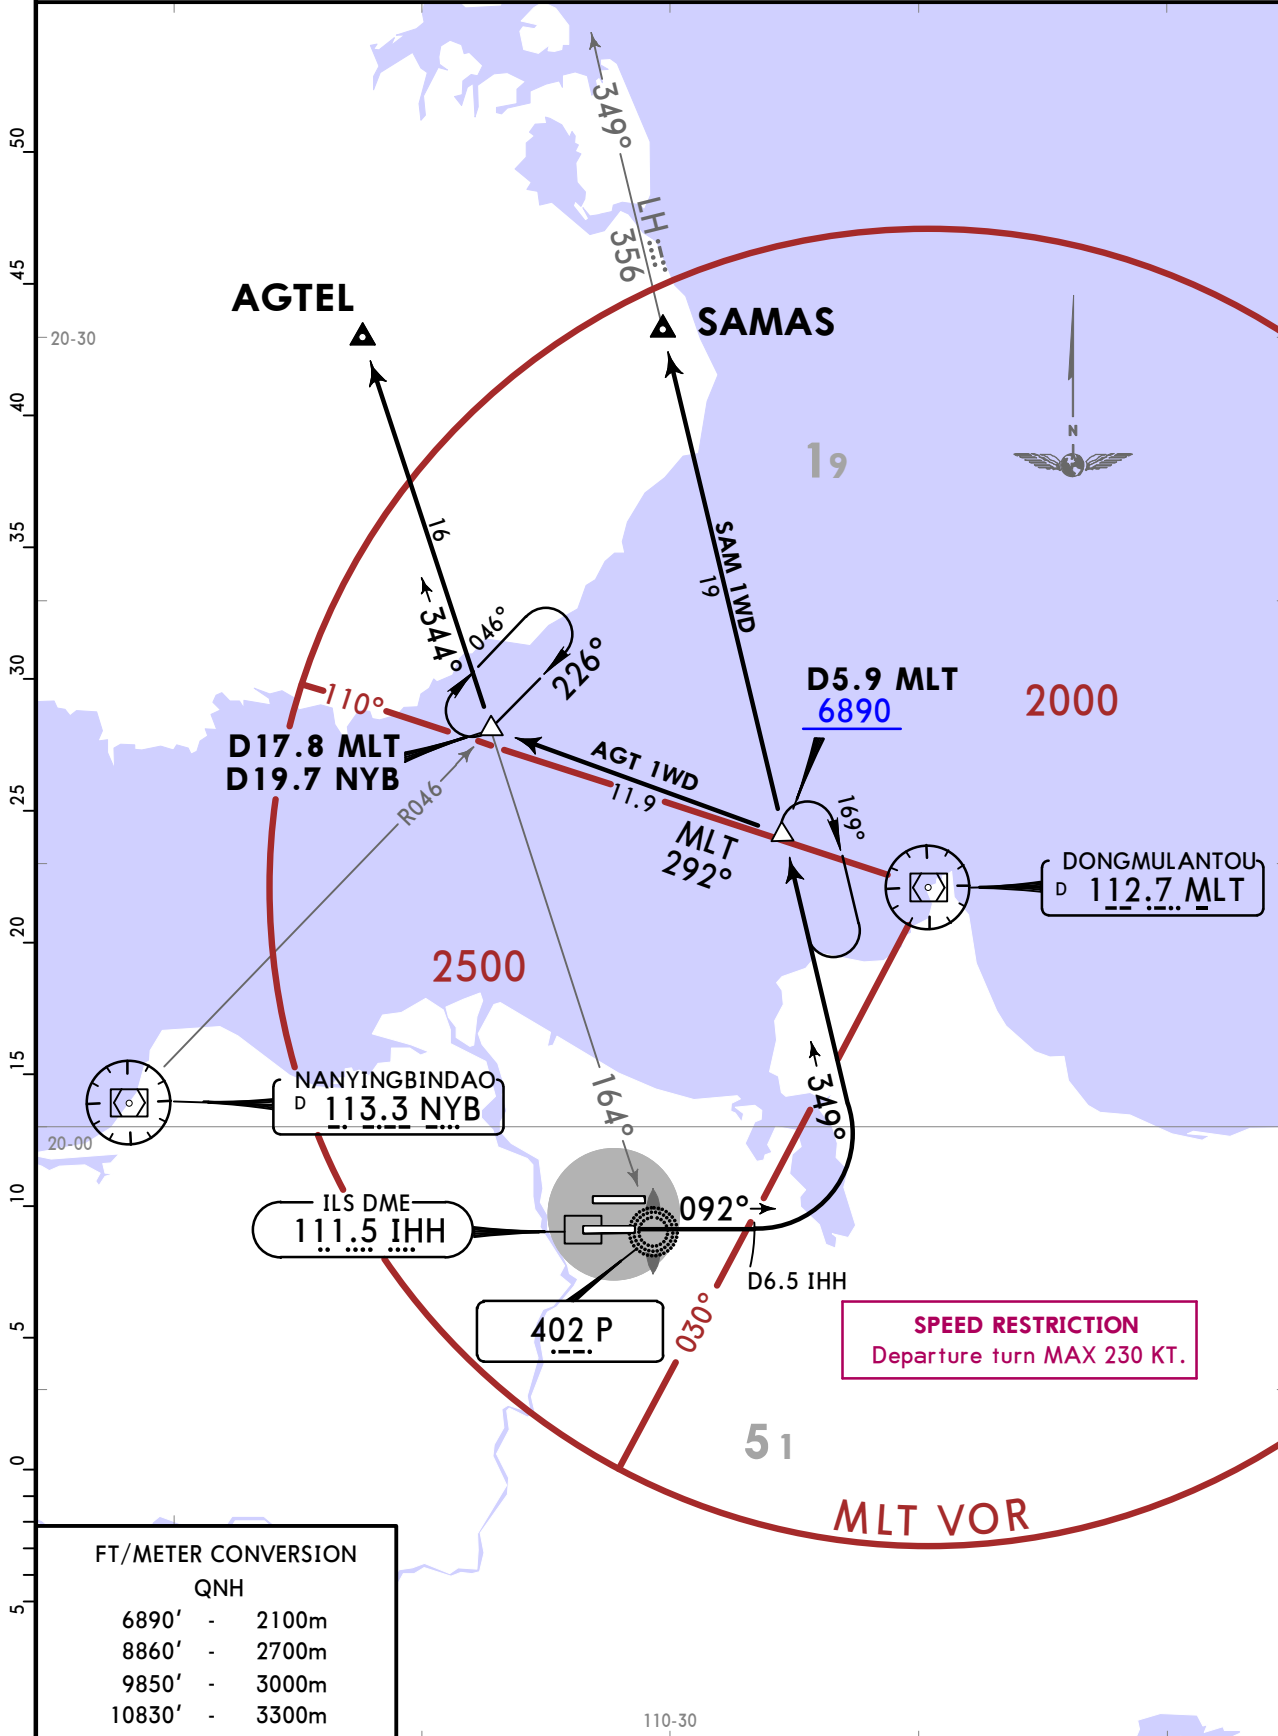 349°
LH
356
50
45
40
35
30
25
20
15
10
5
0
5
AGTEL
SAMAS
20-30
N
19
16
SAM 1WD
19
344°
046°
226°
110°
D17.8 MLT
D19.7 NYB
R046
AGT 1WD
11.9
MLT
292°
D5.9 MLT
6890
2000
169°
DONGMULANTOU
D 112.7 MLT
2500
NANYINGBINDAO
D 113.3 NYB
20-00
164°
349°
ILS DME
111.5 IHH
092°
D6.5 IHH
402 P
030°
SPEED RESTRICTION
Departure turn MAX 230 KT.
51
MLT VOR
FT/METER CONVERSION
QNH
6890' - 2100m
8860' - 2700m
9850' - 3000m
10830' - 3300m
110-30